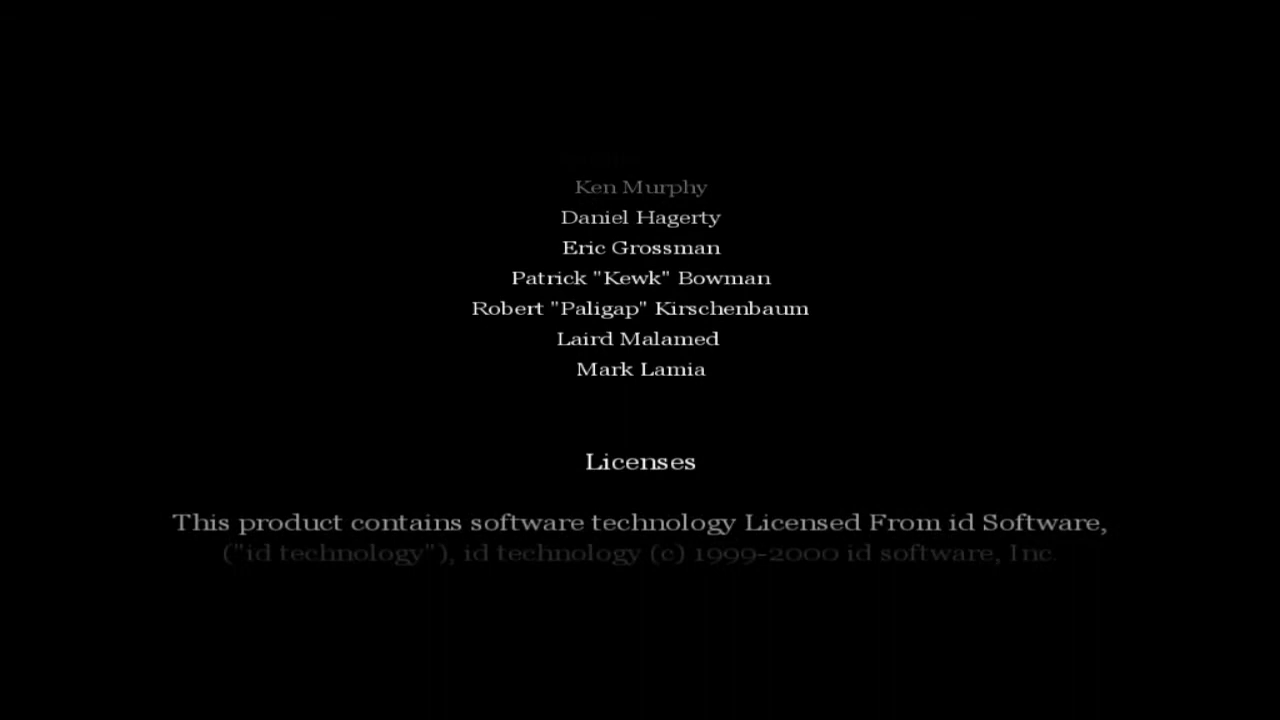 Ken Murphy
Daniel Hagerty
Eric Grossman
Patrick "Kewk" Bowman
Robert "Paligap" Kirschenbaum
Laird Malamed
Mark Lamia
Licenses
This product contains software technology Licensed From id Software,
("id technology"), id technology (c) 1999-2000 id software, Inc.